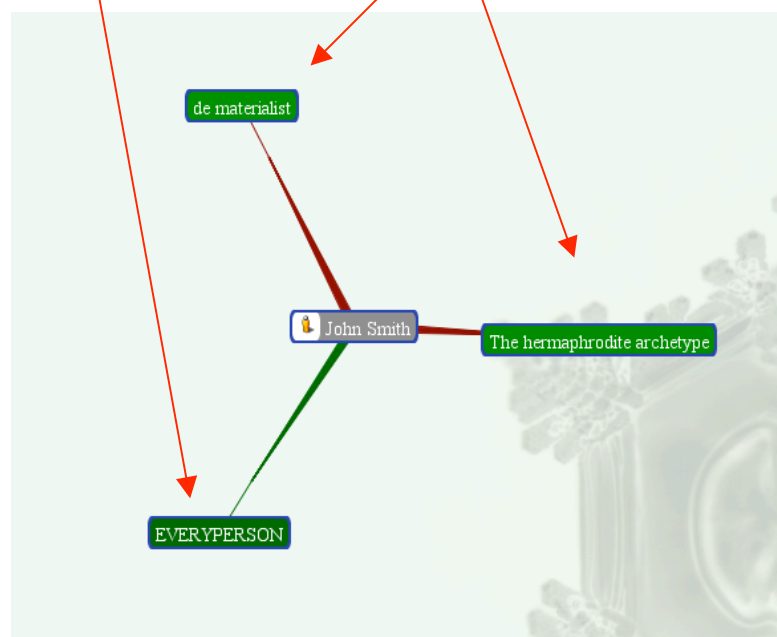 de materialist
John Smith
The hermaphrodite archetype
EVERYPERSON